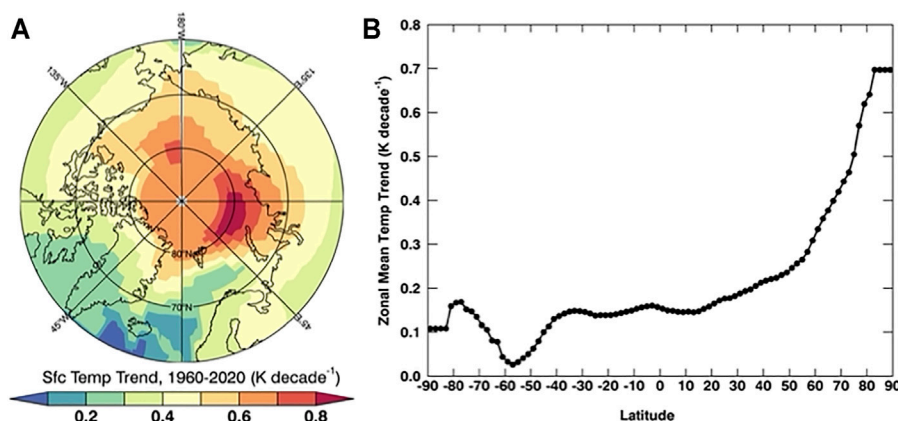 A
180°W
135°W
135°E
80°N
70°N
45°W
45°E
Sfc Temp Trend, 1960-2020 (K decade⁻¹)
0.2 0.4 0.6 0.8
B
Zonal Mean Temp Trend (K decade⁻¹)
0.8
0.7
0.6
0.5
0.4
0.3
0.2
0.1
0.0
-90 -80 -70 -60 -50 -40 -30 -20 -10 0 10 20 30 40 50 60 70 80 90
Latitude